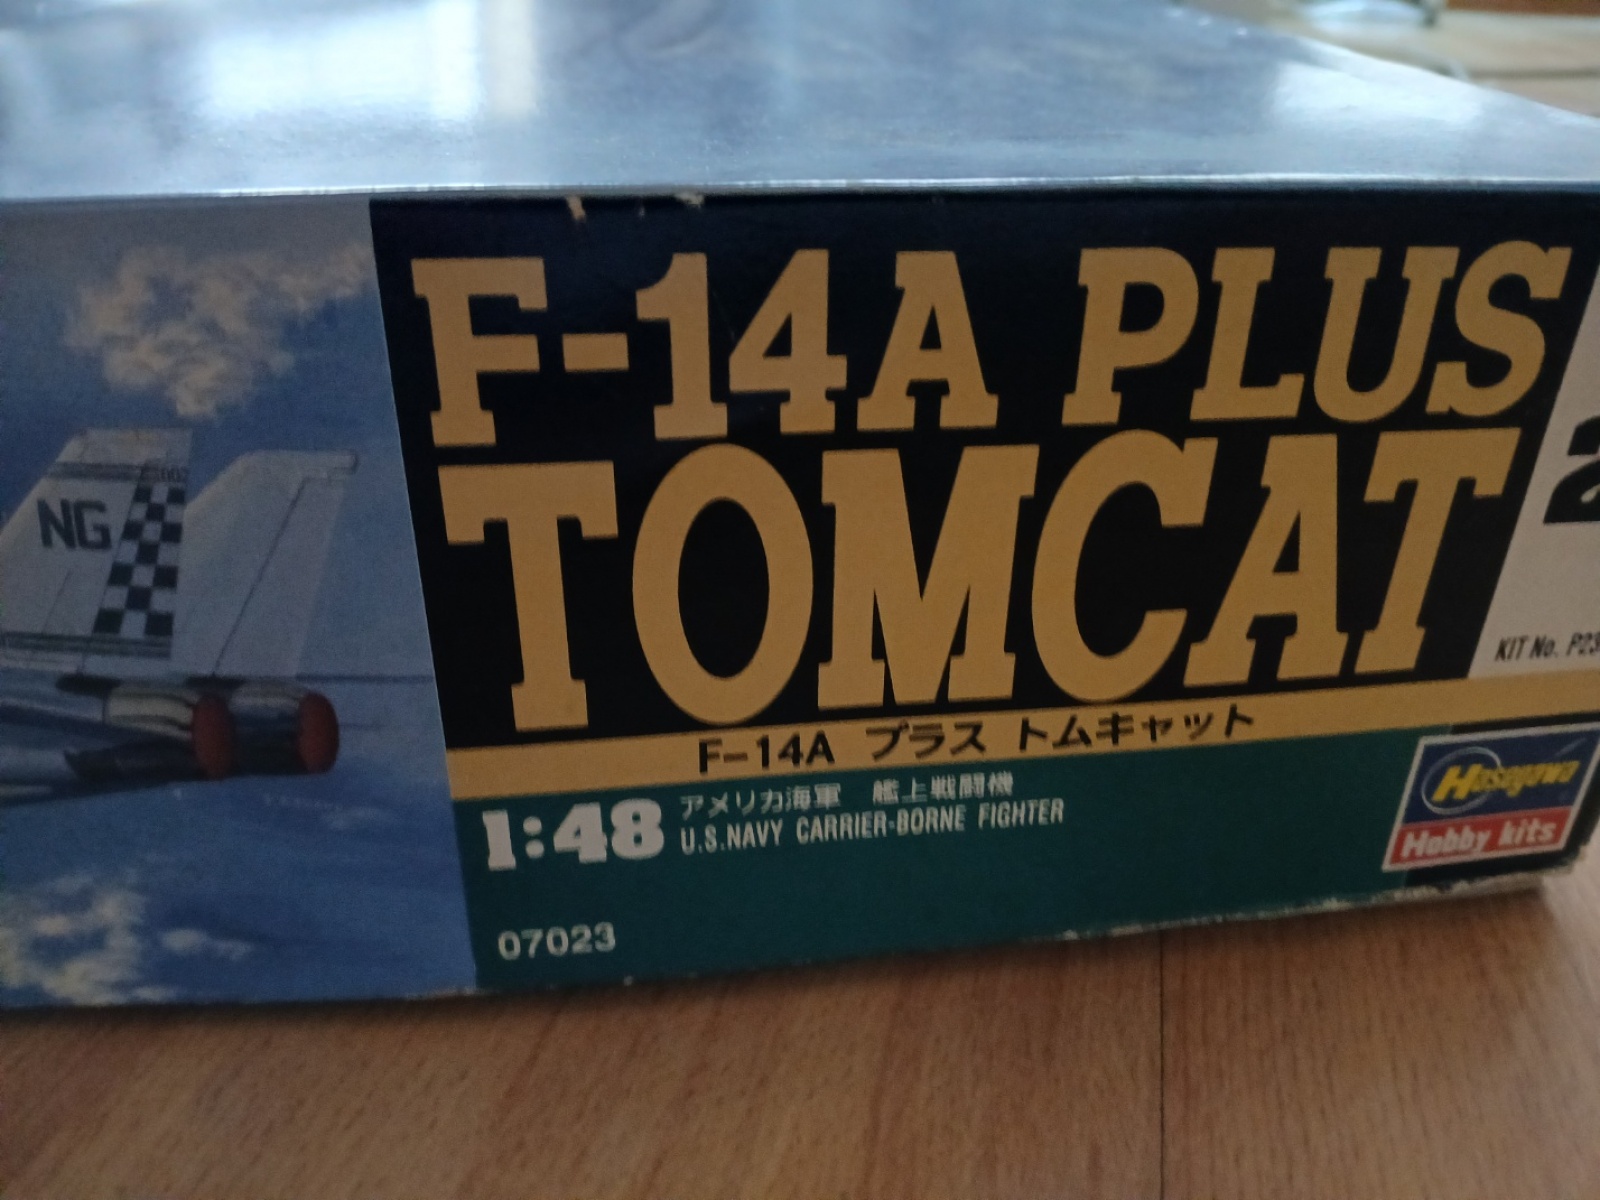 F-14A PLUS
TOMCAT
NG
KIT No.
F-14A プラス トムキャット
1:48
アメリカ海軍 艦上戦闘機
U.S.NAVY CARRIER-BORNE FIGHTER
Hasegawa
Hobby kits
07023